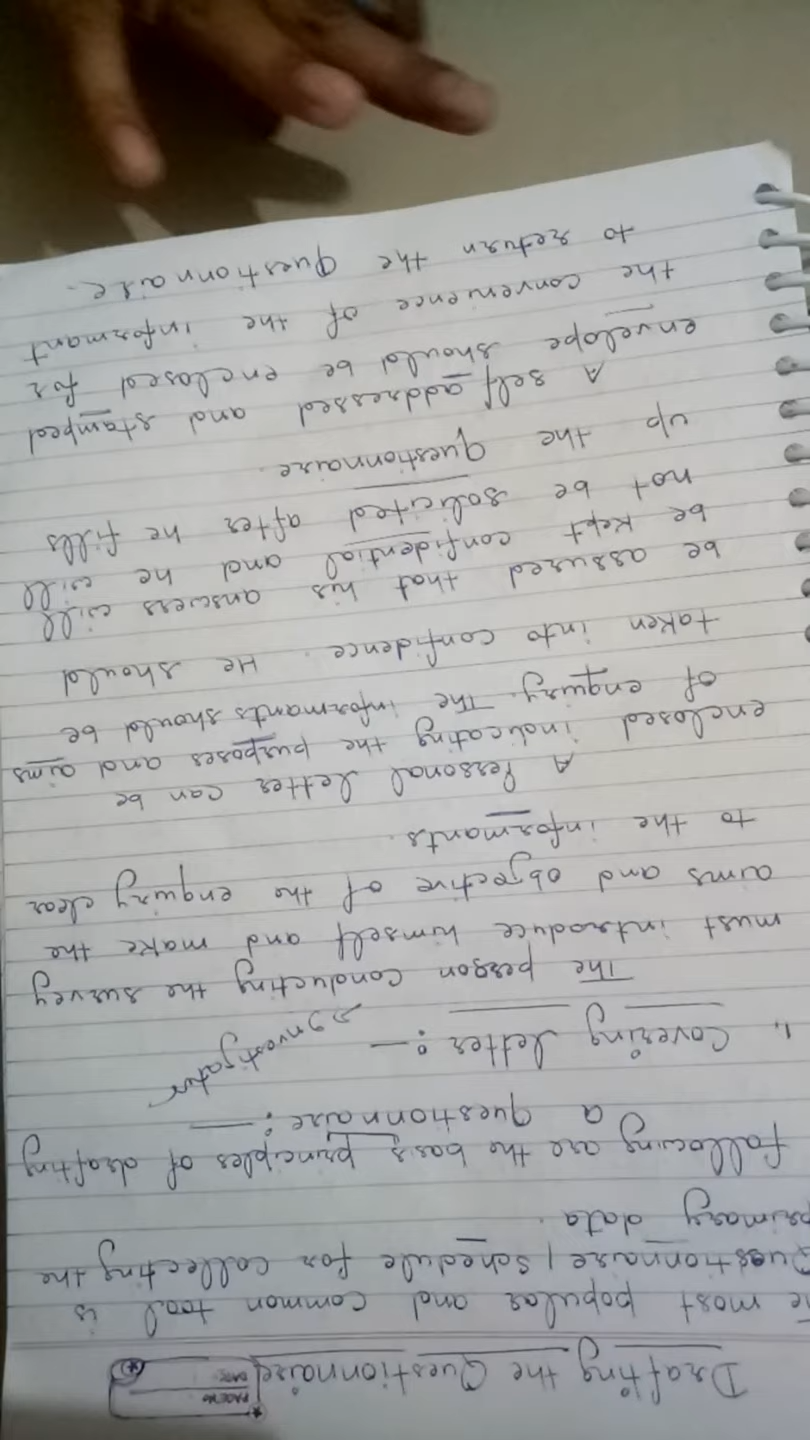 PAGE NO
DATE:
Drafting the Questionnaire
The most popular and common tool is
Questionnaire / schedule for collecting the
primary data.
Following are the basis principles of drafting
a questionnaire : —
1. Covering letter : — Investigator
The person conducting the survey
must introduce himself and make the
aims and objective of the enquiry clear
to the informants.
A Personal letter can be
enclosed indicating the purposes and aims
of enquiry. The informants should be
taken into confidence. He should
be assured that his answers will
be kept confidential and he will
not be solicited after he fills
up the questionnaire.
A self addressed and stamped
envelope should be enclosed for
the convenience of the informant
to return the Questionnaire.